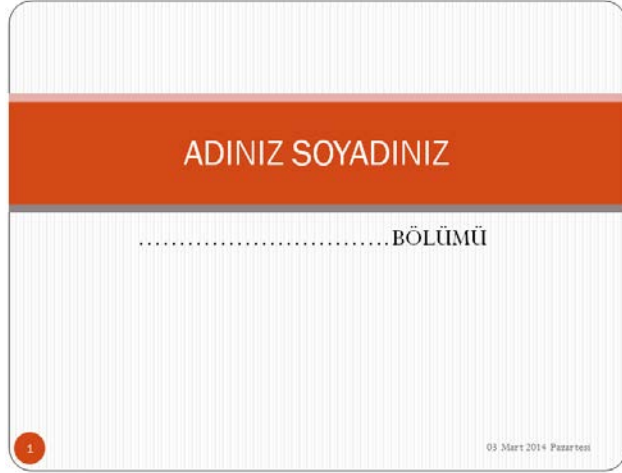 ADINIZ SOYADINIZ
...............................BÖLÜMÜ
1
03 Mart 2014 Pazartesi